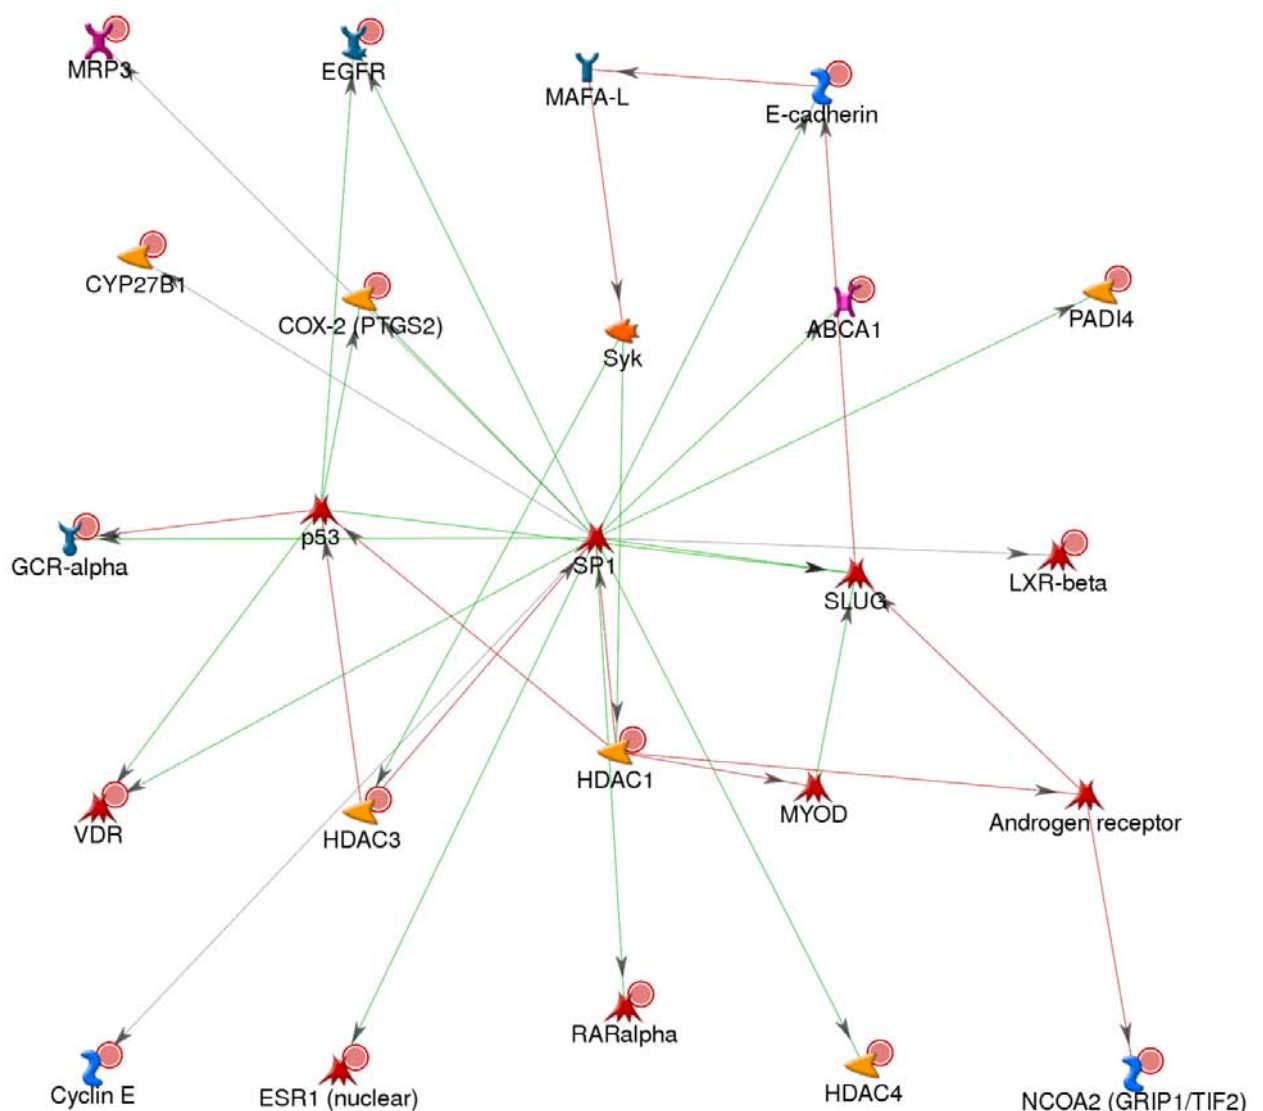 MRP3
EGFR
MAFA-L
E-cadherin
CYP27B1
COX-2 (PTGS2)
Syk
ABCA1
PADI4
GCR-alpha
p53
SP1
SLUG
LXR-beta
VDR
HDAC3
HDAC1
MYOD
Androgen receptor
Cyclin E
ESR1 (nuclear)
RARalpha
HDAC4
NCOA2 (GRIP1/TIF2)